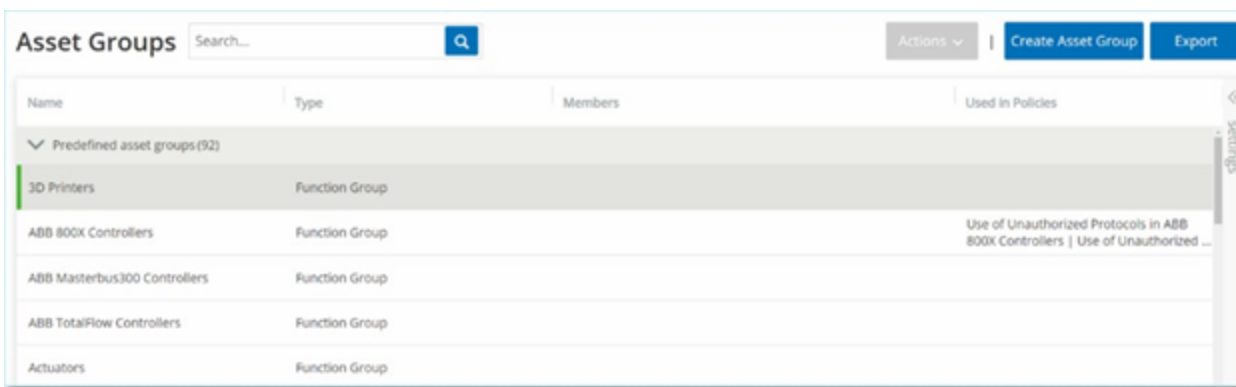 Asset Groups Search... Actions | Create Asset Group Export
Name Type Members Used in Policies
Predefined asset groups (92)
3D Printers Function Group
ABB 800X Controllers Function Group Use of Unauthorized Protocols in ABB
800X Controllers | Use of Unauthorized ...
ABB Masterbus300 Controllers Function Group
ABB TotalFlow Controllers Function Group
Actuators Function Group
Settings